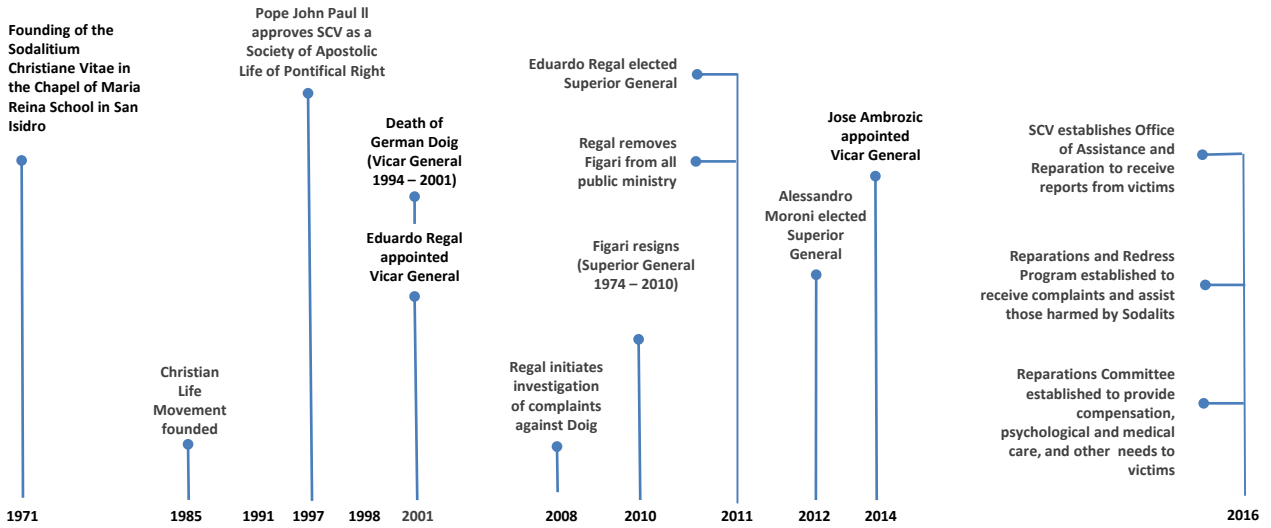 Founding of the
Sodalitium
Christiane Vitae in
the Chapel of Maria
Reina School in San
Isidro
Christian
Life
Movement
founded
Pope John Paul ll
approves SCV as a
Society of Apostolic
Life of Pontifical Right
Death of
German Doig
(Vicar General
1994 – 2001)
Eduardo Regal
appointed
Vicar General
Regal initiates
investigation
of complaints
against Doig
Figari resigns
(Superior General
1974 – 2010)
Eduardo Regal elected
Superior General
Regal removes
Figari from all
public ministry
Alessandro
Moroni elected
Superior
General
Jose Ambrozic
appointed
Vicar General
SCV establishes Office
of Assistance and
Reparation to receive
reports from victims
Reparations and Redress
Program established to
receive complaints and assist
those harmed by Sodalits
Reparations Committee
established to provide
compensation,
psychological and medical
care, and other needs to
victims
1971 1985 1991 1997 1998 2001 2008 2010 2011 2012 2014 2016